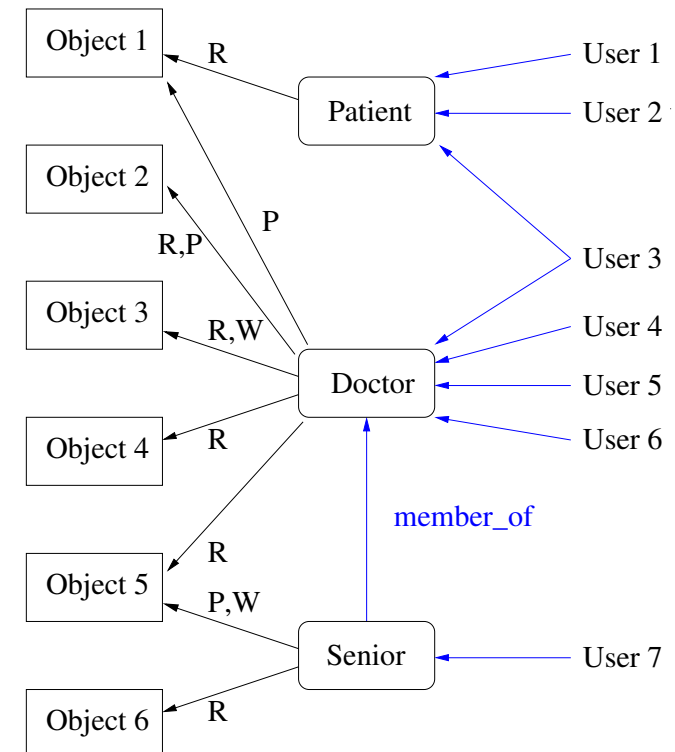 Object 1
R
User 1
Patient
User 2
Object 2
P
R,P
User 3
Object 3
R,W
User 4
Doctor
User 5
Object 4
R
User 6
member_of
R
Object 5
P,W
Senior
User 7
Object 6
R